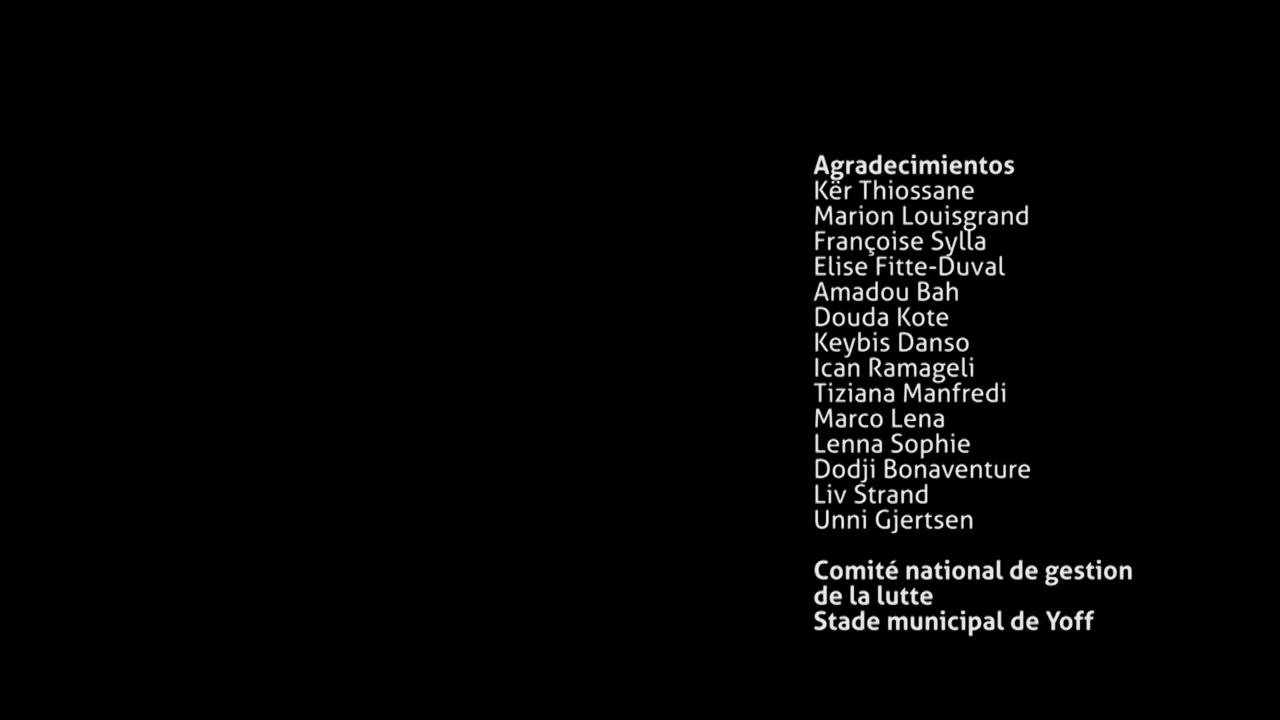 Agradecimientos
Kër Thiossane
Marion Louisgrand
Françoise Sylla
Elise Fitte-Duval
Amadou Bah
Douda Kote
Keybis Danso
Ican Ramageli
Tiziana Manfredi
Marco Lena
Lenna Sophie
Dodji Bonaventure
Liv Strand
Unni Gjertsen
Comité national de gestion
de la lutte
Stade municipal de Yoff